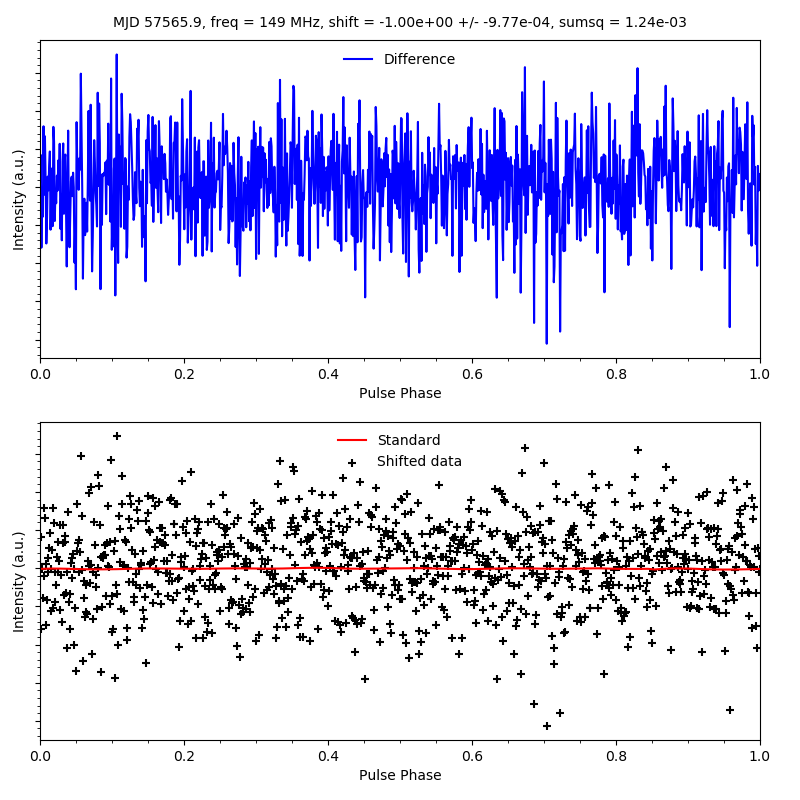 MJD 57565.9, freq = 149 MHz, shift = -1.00e+00 +/- -9.77e-04, sumsq = 1.24e-03
Difference
Intensity (a.u.)
0.0 0.2 0.4 0.6 0.8 1.0
Pulse Phase
Standard
Shifted data
Intensity (a.u.)
0.0 0.2 0.4 0.6 0.8 1.0
Pulse Phase